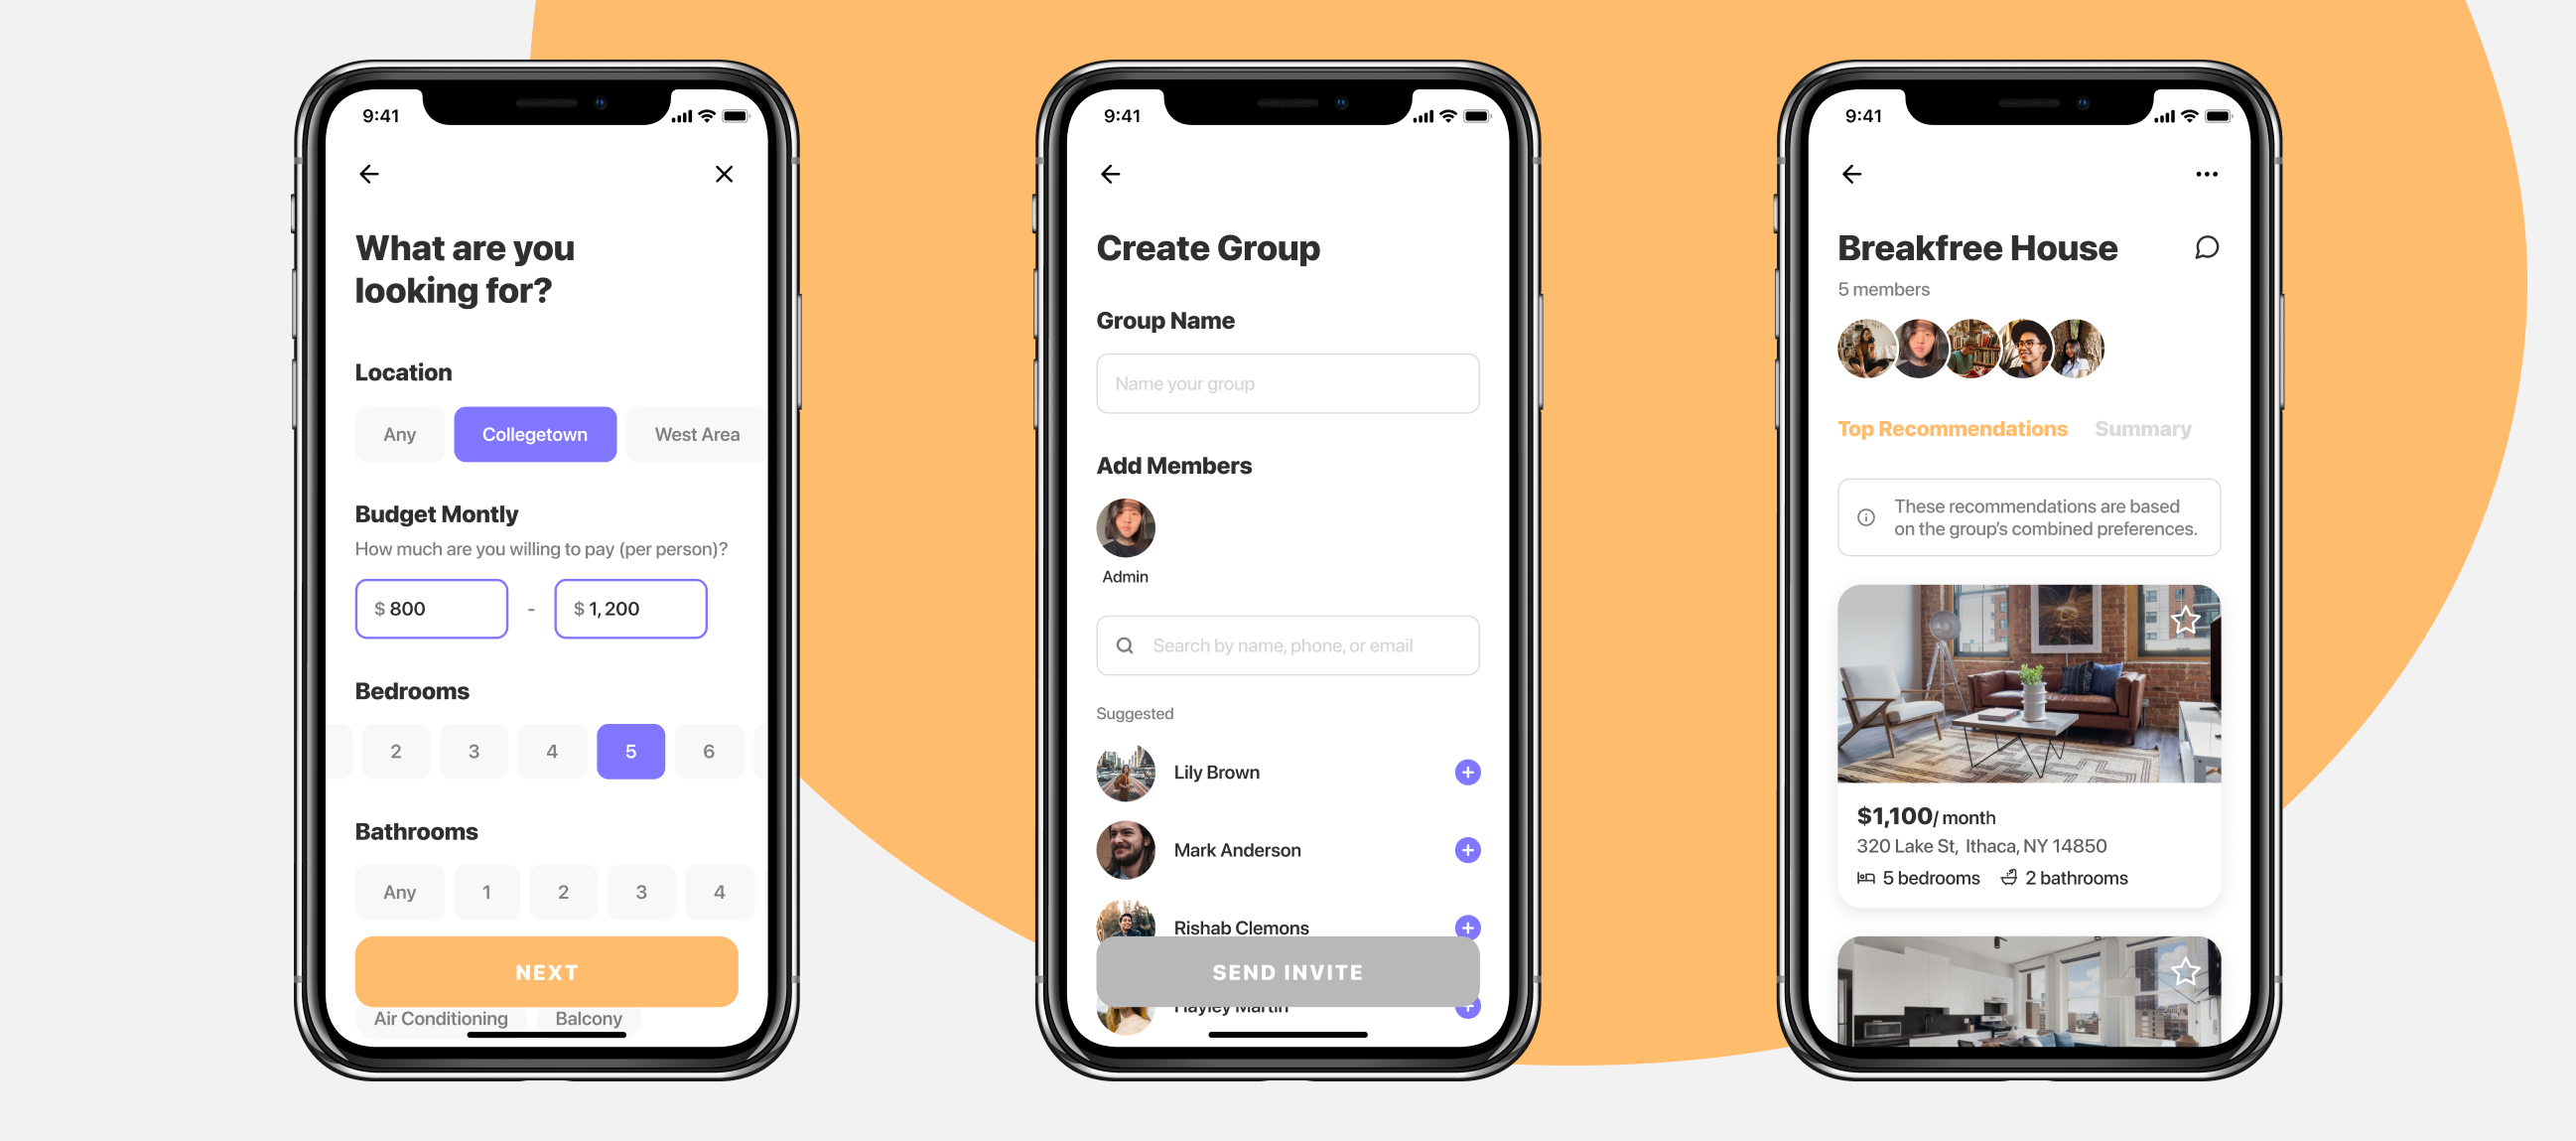 9:41
What are you
looking for?
Location
Any
Collegetown
West Area
Budget Montly
How much are you willing to pay (per person)?
$ 800
-
$ 1, 200
Bedrooms
2
3
4
5
6
Bathrooms
Any
1
2
3
4
NEXT
Air Conditioning
Balcony
9:41
Create Group
Group Name
Name your group
Add Members
Admin
Search by name, phone, or email
Suggested
Lily Brown
Mark Anderson
Rishab Clemons
SEND INVITE
Hayley Martin
9:41
Breakfree House
5 members
Top Recommendations
Summary
These recommendations are based
on the group's combined preferences.
$1,100/ month
320 Lake St, Ithaca, NY 14850
5 bedrooms
2 bathrooms